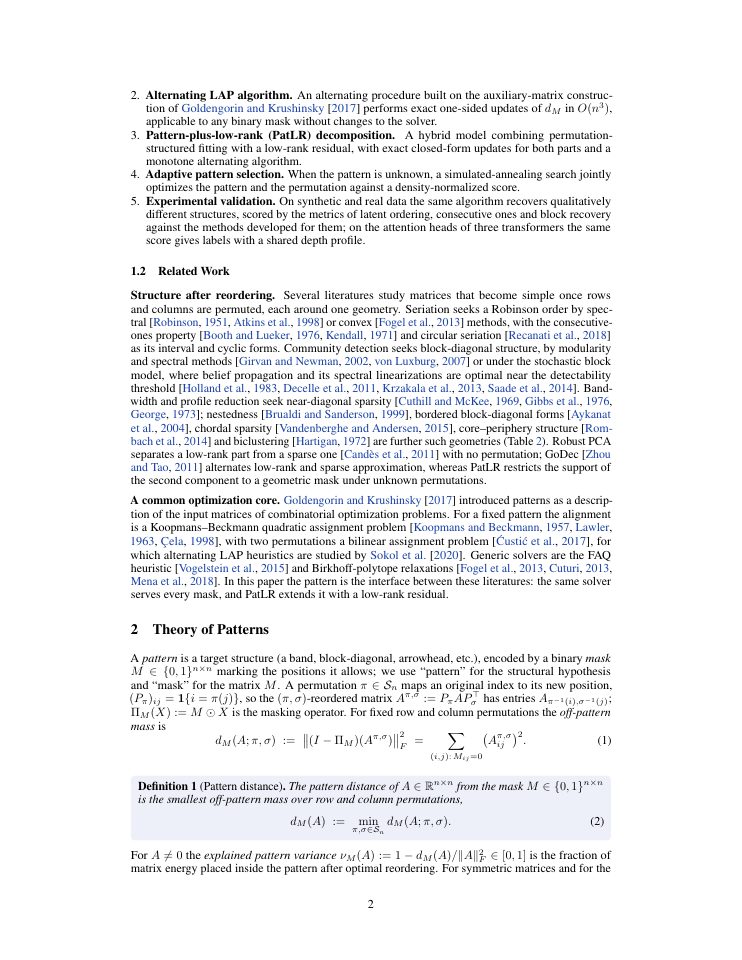 2. Alternating LAP algorithm. An alternating procedure built on the auxiliary-matrix construc-
tion of Goldengorin and Krushinsky [2017] performs exact one-sided updates of d_M in O(n³),
applicable to any binary mask without changes to the solver.
3. Pattern-plus-low-rank (PatLR) decomposition. A hybrid model combining permutation-
structured fitting with a low-rank residual, with exact closed-form updates for both parts and a
monotone alternating algorithm.
4. Adaptive pattern selection. When the pattern is unknown, a simulated-annealing search jointly
optimizes the pattern and the permutation against a density-normalized score.
5. Experimental validation. On synthetic and real data the same algorithm recovers qualitatively
different structures, scored by the metrics of latent ordering, consecutive ones and block recovery
against the methods developed for them; on the attention heads of three transformers the same
score gives labels with a shared depth profile.
1.2 Related Work
Structure after reordering. Several literatures study matrices that become simple once rows
and columns are permuted, each around one geometry. Seriation seeks a Robinson order by spec-
tral [Robinson, 1951, Atkins et al., 1998] or convex [Fogel et al., 2013] methods, with the consecutive-
ones property [Booth and Lueker, 1976, Kendall, 1971] and circular seriation [Recanati et al., 2018]
as its interval and cyclic forms. Community detection seeks block-diagonal structure, by modularity
and spectral methods [Girvan and Newman, 2002, von Luxburg, 2007] or under the stochastic block
model, where belief propagation and its spectral linearizations are optimal near the detectability
threshold [Holland et al., 1983, Decelle et al., 2011, Krzakala et al., 2013, Saade et al., 2014]. Band-
width and profile reduction seek near-diagonal sparsity [Cuthill and McKee, 1969, Gibbs et al., 1976,
George, 1973]; nestedness [Brualdi and Sanderson, 1999], bordered block-diagonal forms [Aykanat
et al., 2004], chordal sparsity [Vandenberghe and Andersen, 2015], core–periphery structure [Rom-
bach et al., 2014] and biclustering [Hartigan, 1972] are further such geometries (Table 2). Robust PCA
separates a low-rank part from a sparse one [Candès et al., 2011] with no permutation; GoDec [Zhou
and Tao, 2011] alternates low-rank and sparse approximation, whereas PatLR restricts the support of
the second component to a geometric mask under unknown permutations.
A common optimization core. Goldengorin and Krushinsky [2017] introduced patterns as a descrip-
tion of the input matrices of combinatorial optimization problems. For a fixed pattern the alignment
is a Koopmans–Beckmann quadratic assignment problem [Koopmans and Beckmann, 1957, Lawler,
1963, Çela, 1998], with two permutations a bilinear assignment problem [Ćustić et al., 2017], for
which alternating LAP heuristics are studied by Sokol et al. [2020]. Generic solvers are the FAQ
heuristic [Vogelstein et al., 2015] and Birkhoff-polytope relaxations [Fogel et al., 2013, Cuturi, 2013,
Mena et al., 2018]. In this paper the pattern is the interface between these literatures: the same solver
serves every mask, and PatLR extends it with a low-rank residual.
2 Theory of Patterns
A pattern is a target structure (a band, block-diagonal, arrowhead, etc.), encoded by a binary mask
M ∈ {0, 1}^{n×n} marking the positions it allows; we use “pattern” for the structural hypothesis
and “mask” for the matrix M. A permutation π ∈ S_n maps an original index to its new position,
(P_π)_{ij} = 1{i = π(j)}, so the (π, σ)-reordered matrix A^{π,σ} := P_π A P_σ^⊤ has entries A_{π⁻¹(i),σ⁻¹(j)};
Π_M(X) := M ⊙ X is the masking operator. For fixed row and column permutations the off-pattern
mass is
d_M(A; π, σ) := ‖(I − Π_M)(A^{π,σ})‖_F^2 = ∑_{(i,j): M_{ij}=0} (A_{ij}^{π,σ})^2. (1)
Definition 1 (Pattern distance). The pattern distance of A ∈ ℝ^{n×n} from the mask M ∈ {0, 1}^{n×n}
is the smallest off-pattern mass over row and column permutations,
d_M(A) := min_{π,σ∈S_n} d_M(A; π, σ). (2)
For A ≠ 0 the explained pattern variance ν_M(A) := 1 − d_M(A)/‖A‖_F^2 ∈ [0, 1] is the fraction of
matrix energy placed inside the pattern after optimal reordering. For symmetric matrices and for the
2